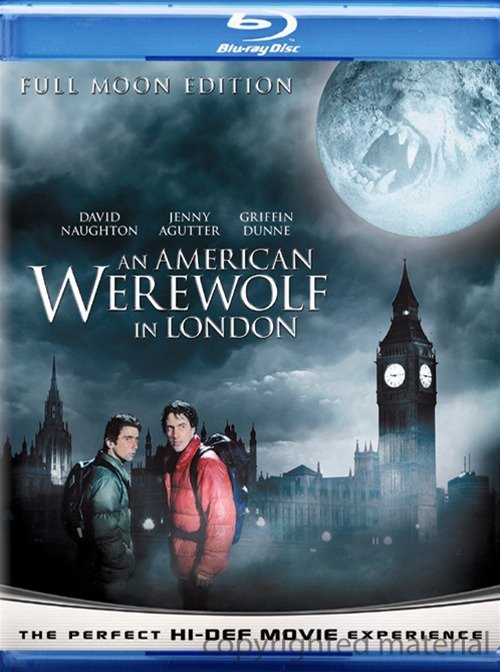 Blu-ray Disc
FULL MOON EDITION
DAVID NAUGHTON
JENNY AGUTTER
GRIFFIN DUNNE
AN AMERICAN
WEREWOLF
IN LONDON
THE PERFECT HI-DEF MOVIE EXPERIENCE
copyrighted material